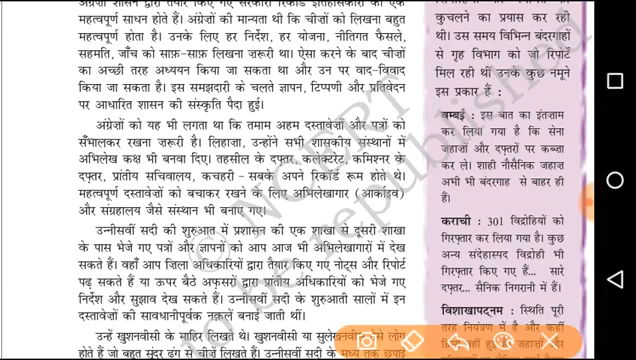 अंग्रेज़ी शासन द्वारा तैयार किए गए सरकारी रिकॉर्ड इतिहासकारों का एक
महत्वपूर्ण साधन होते हैं। अंग्रेज़ों की मान्यता थी कि चीज़ों को लिखना बहुत
महत्वपूर्ण होता है। उनके लिए हर निर्देश, हर योजना, नीतिगत फैसले,
सहमति, जाँच को साफ़-साफ़ लिखना ज़रूरी था। ऐसा करने के बाद चीज़ों
का अच्छी तरह अध्ययन किया जा सकता था और उन पर वाद-विवाद
किया जा सकता है। इस समझदारी के चलते ज्ञापन, टिप्पणी और प्रतिवेदन
पर आधारित शासन की संस्कृति पैदा हुई।
अंग्रेज़ों को यह भी लगता था कि तमाम अहम दस्तावेज़ों और पत्रों को
सँभालकर रखना ज़रूरी है। लिहाज़ा, उन्होंने सभी शासकीय संस्थानों में
अभिलेख कक्ष भी बनवा दिए। तहसील के दफ़्तर, कलेक्टरेट, कमिश्नर के
दफ़्तर, प्रांतीय सचिवालय, कचहरी – सबके अपने रिकॉर्ड रूम होते थे।
महत्वपूर्ण दस्तावेज़ों को बचाकर रखने के लिए अभिलेखागार (आर्काइव)
और संग्रहालय जैसे संस्थान भी बनाए गए।
उन्नीसवीं सदी की शुरुआत में प्रशासन की एक शाखा से दूसरी शाखा
के पास भेजे गए पत्रों और ज्ञापनों को आप आज भी अभिलेखागारों में देख
सकते हैं। वहाँ आप ज़िला अधिकारियों द्वारा तैयार किए गए नोट्स और रिपोर्ट
पढ़ सकते हैं या ऊपर बैठे अफ़सरों द्वारा प्रांतीय अधिकारियों को भेजे गए
निर्देश और सुझाव देख सकते हैं। उन्नीसवीं सदी के शुरुआती सालों में इन
दस्तावेज़ों की सावधानीपूर्वक नक़लें बनाई जाती थीं।
उन्हें खुशनवीसी के माहिर लिखते थे। खुशनवीसी या सुलेखनवीस ऐसे लोग
होते हैं जो बहुत सुंदर ढंग से चीज़ें लिखते हैं। उन्नीसवीं सदी के मध्य तक छपाई
कुचलने का प्रयास कर रही
थी। उस समय विभिन्न बंदरगाहों
से गृह विभाग को जो रिपोर्टें
मिल रही थीं उनके कुछ नमूने
इस प्रकार हैं :
बम्बई : इस बात का इंतज़ाम
कर लिया गया है कि सेना
जहाज़ों और दफ़्तरों पर कब्ज़ा
कर ले। शाही नौसैनिक जहाज़
अभी भी बंदरगाह से बाहर ही
हैं।
कराची : 301 विद्रोहियों को
गिरफ़्तार कर लिया गया है। कुछ
अन्य संदेहास्पद विद्रोही भी
गिरफ़्तार किए गए हैं... सारे
दफ़्तर... सैनिक निगरानी में हैं।
विशाखापट्नम : स्थिति पूरी
तरह नियंत्रण में है और कहीं
© NCERT
not to be republished